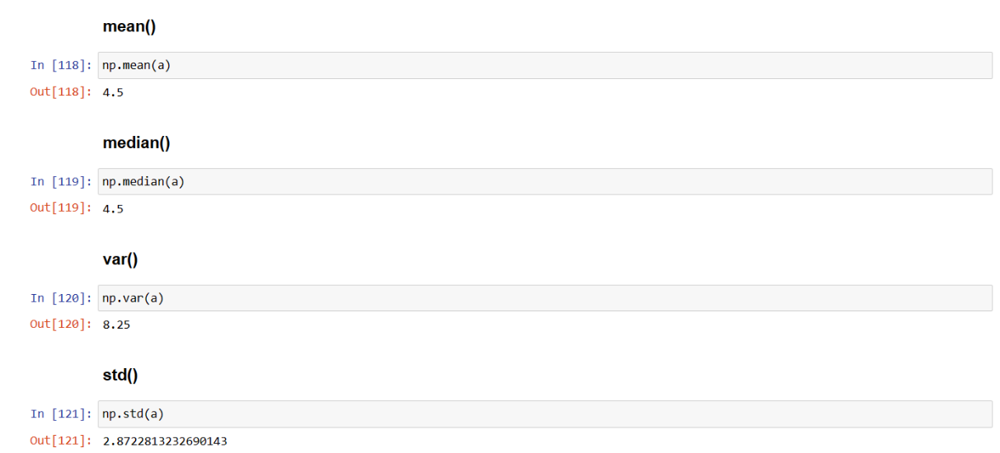 mean()
In [118]: np.mean(a)
Out[118]: 4.5
median()
In [119]: np.median(a)
Out[119]: 4.5
var()
In [120]: np.var(a)
Out[120]: 8.25
std()
In [121]: np.std(a)
Out[121]: 2.8722813232690143